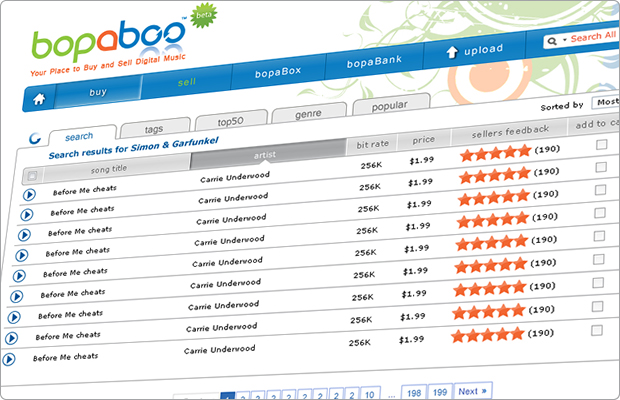 bopaboo™ beta
Your Place to Buy and Sell Digital Music
buy sell bopaBox bopaBank upload Search All
search tags top50 genre popular Sorted by Most
Search results for Simon & Garfunkel
song title artist bit rate price sellers feedback add to ca
Before Me cheats Carrie Underwood 256K $1.99 (190)
Before Me cheats Carrie Underwood 256K $1.99 (190)
Before Me cheats Carrie Underwood 256K $1.99 (190)
Before Me cheats Carrie Underwood 256K $1.99 (190)
Before Me cheats Carrie Underwood 256K $1.99 (190)
Before Me cheats Carrie Underwood 256K $1.99 (190)
Before Me cheats Carrie Underwood 256K $1.99 (190)
Before Me cheats Carrie Underwood 256K $1.99 (190)
Before Me cheats Carrie Underwood 256K $1.99 (190)
1 2 2 2 2 2 2 2 2 10 ... 198 199 Next »